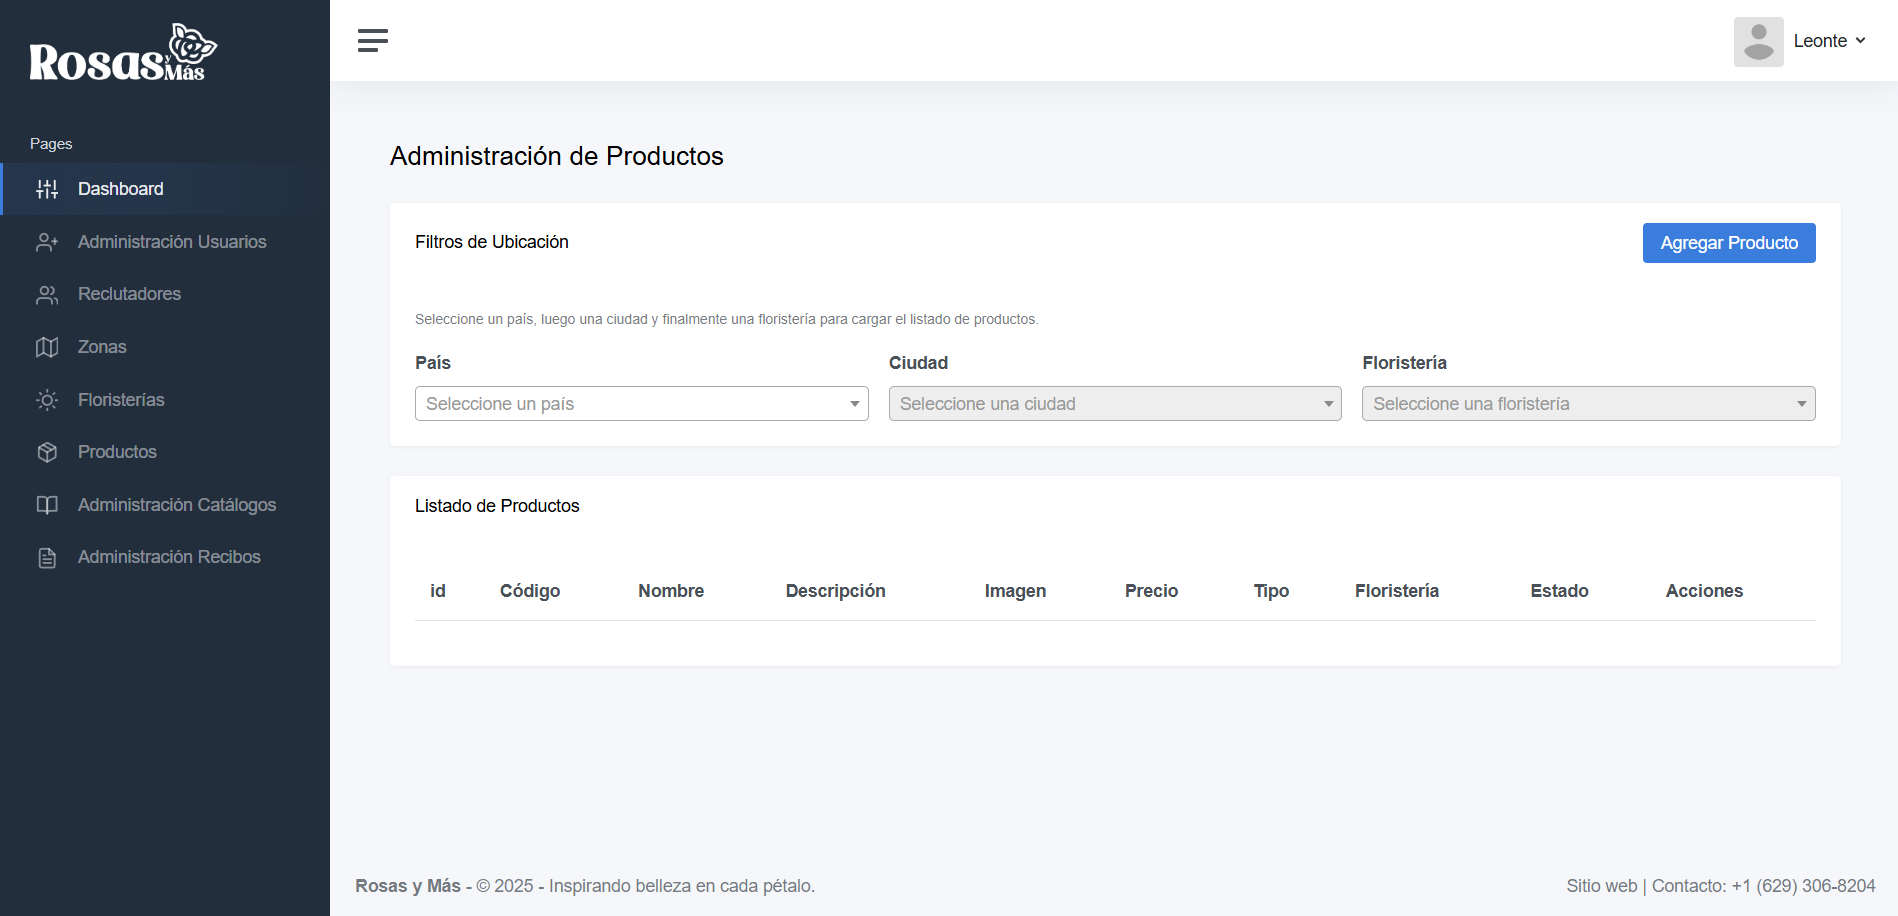 Rosas y Más
Leonte
Pages
Dashboard
Administración Usuarios
Reclutadores
Zonas
Floristerías
Productos
Administración Catálogos
Administración Recibos
Administración de Productos
Filtros de Ubicación
Agregar Producto
Seleccione un país, luego una ciudad y finalmente una floristería para cargar el listado de productos.
País Ciudad Floristería
Seleccione un país Seleccione una ciudad Seleccione una floristería
Listado de Productos
id Código Nombre Descripción Imagen Precio Tipo Floristería Estado Acciones
Rosas y Más - © 2025 - Inspirando belleza en cada pétalo.
Sitio web | Contacto: +1 (629) 306-8204